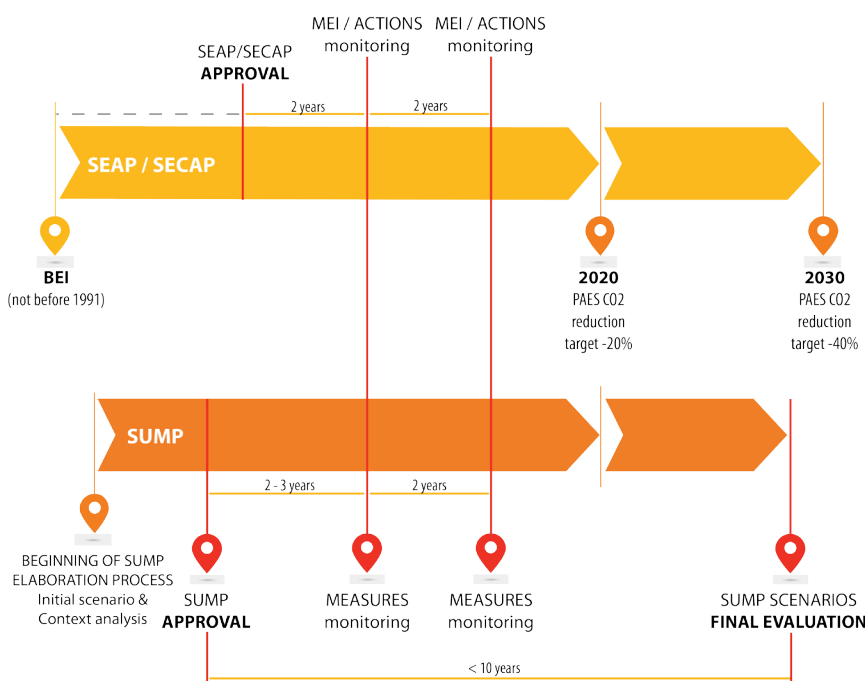 MEI / ACTIONS
monitoring
MEI / ACTIONS
monitoring
SEAP/SECAP
APPROVAL
2 years
2 years
SEAP / SECAP
BEI
(not before 1991)
2020
PAES CO2
reduction
target -20%
2030
PAES CO2
reduction
target -40%
SUMP
2 - 3 years
2 years
BEGINNING OF SUMP
ELABORATION PROCESS
Initial scenario &
Context analysis
SUMP
APPROVAL
MEASURES
monitoring
MEASURES
monitoring
SUMP SCENARIOS
FINAL EVALUATION
< 10 years